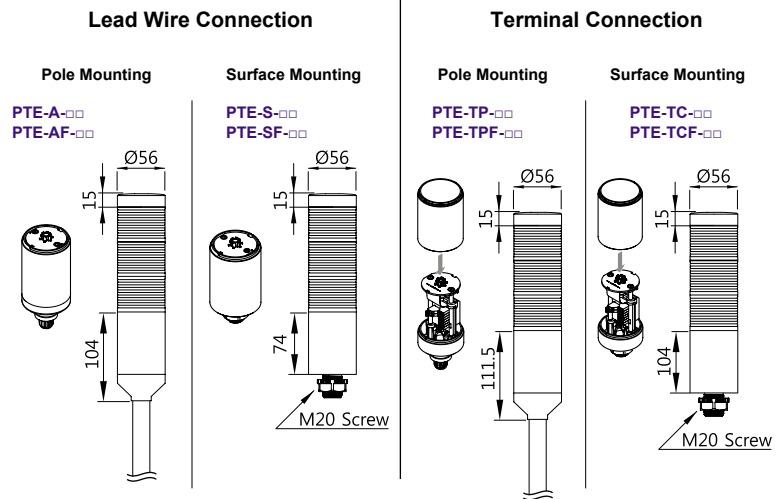 Lead Wire Connection
Terminal Connection
Pole Mounting
Surface Mounting
Pole Mounting
Surface Mounting
PTE-A-□□
PTE-AF-□□
PTE-S-□□
PTE-SF-□□
PTE-TP-□□
PTE-TPF-□□
PTE-TC-□□
PTE-TCF-□□
Ø56
15
104
Ø56
15
74
M20 Screw
Ø56
15
111.5
Ø56
15
104
M20 Screw